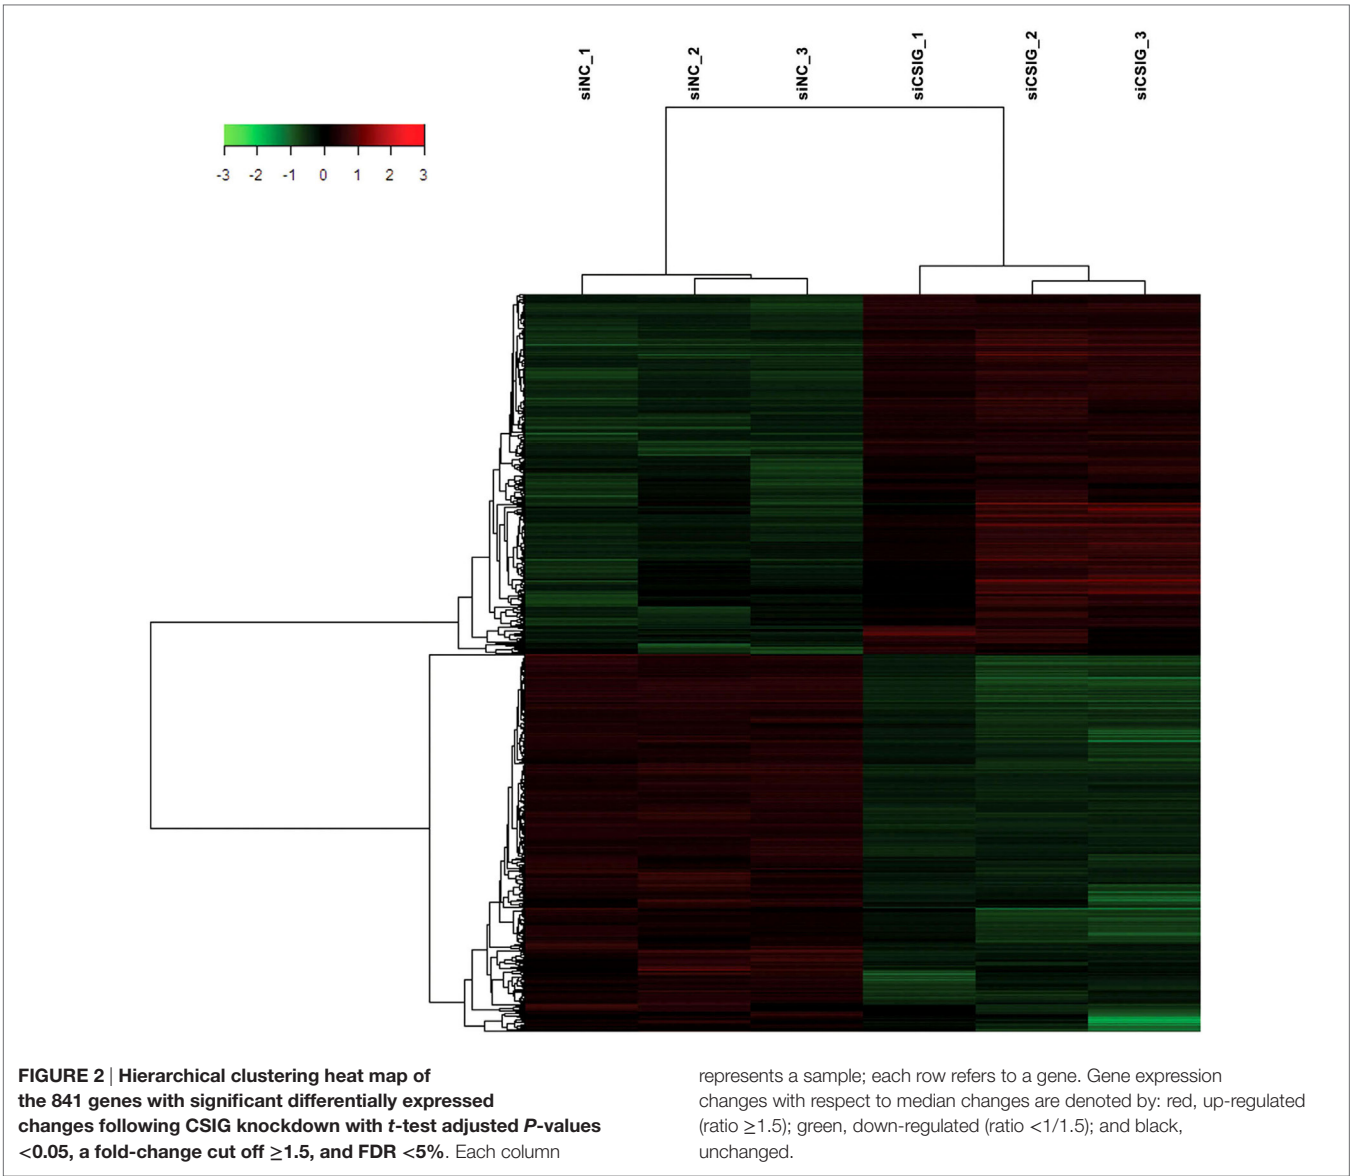 siNC_1
siNC_2
siNC_3
siCSIG_1
siCSIG_2
siCSIG_3
-3 -2 -1 0 1 2 3
FIGURE 2 | Hierarchical clustering heat map of
the 841 genes with significant differentially expressed
changes following CSIG knockdown with t-test adjusted P-values
<0.05, a fold-change cut off ≥1.5, and FDR <5%. Each column
represents a sample; each row refers to a gene. Gene expression
changes with respect to median changes are denoted by: red, up-regulated
(ratio ≥1.5); green, down-regulated (ratio <1/1.5); and black,
unchanged.